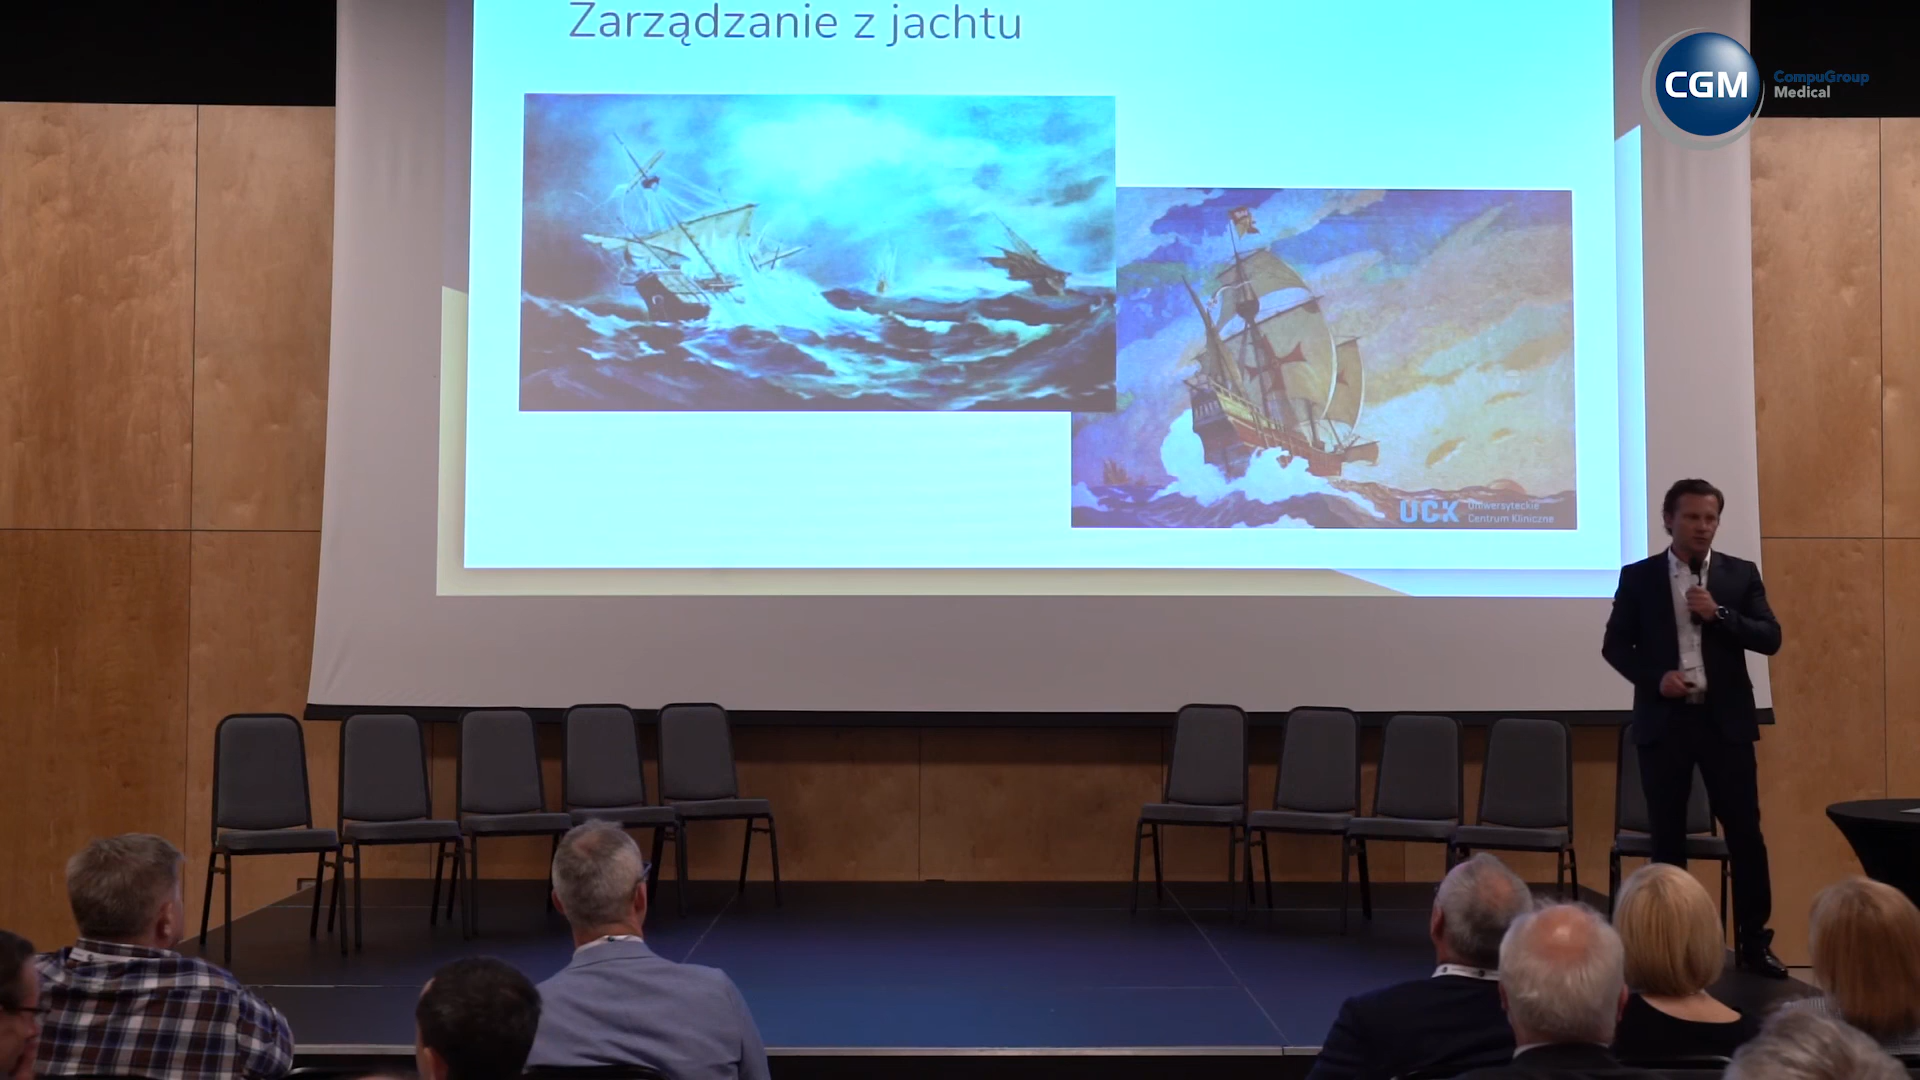 Zarządzanie z jachtu
CGM
CompuGroup
Medical
UCK
Uniwersyteckie
Centrum Kliniczne